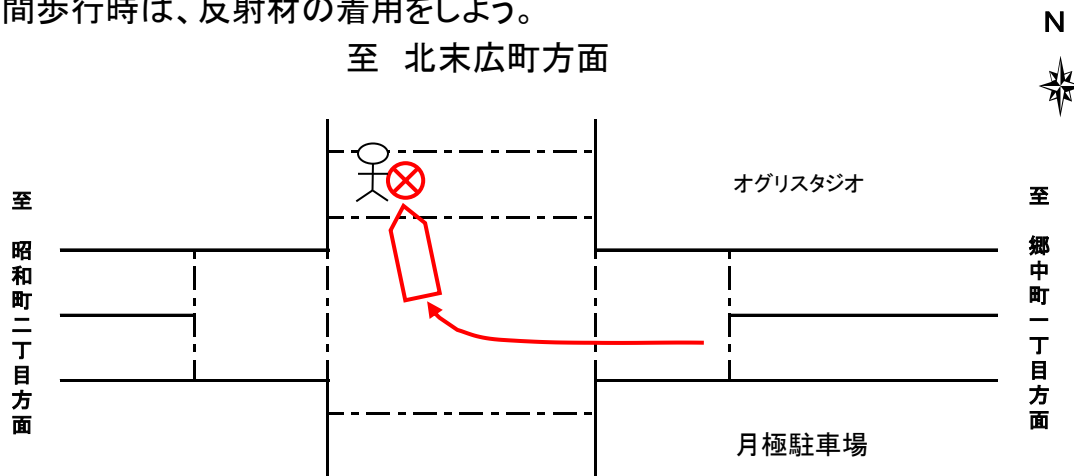 間歩行時は、反射材の着用をしよう。
至　北末広町方面
N
オグリスタジオ
至　昭和町二丁目方面
至　郷中町一丁目方面
月極駐車場